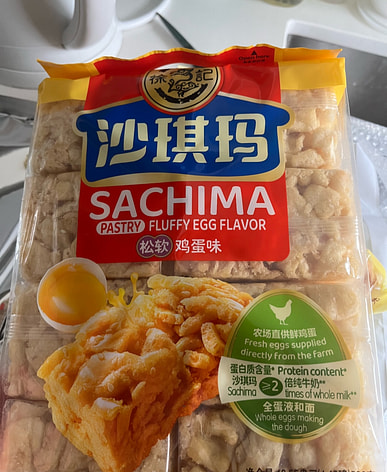 徐記
沙琪玛
SACHIMA
PASTRY FLUFFY EGG FLAVOR
松软 鸡蛋味
农场直供鲜鸡蛋
Fresh eggs supplied
directly from the farm
蛋白质含量* Protein content*
沙琪玛 ≥2 倍纯牛奶**
Sachima times of whole milk**
全蛋液和面
Whole eggs making
the dough